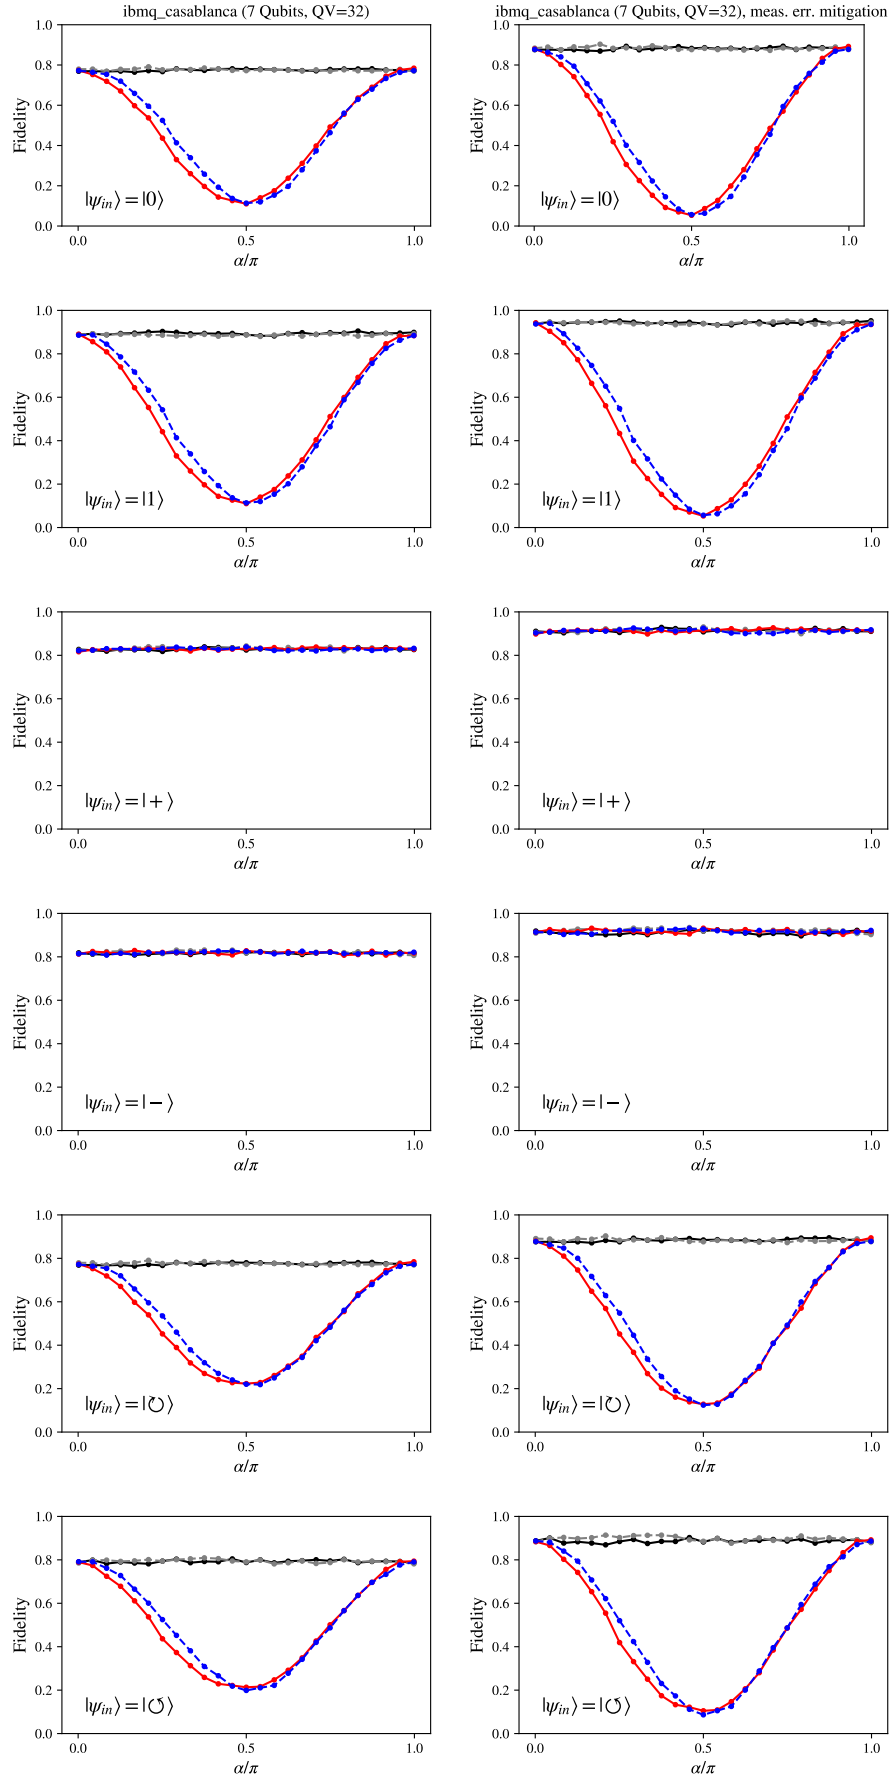 ibmq_casablanca (7 Qubits, QV=32)
ibmq_casablanca (7 Qubits, QV=32), meas. err. mitigation
1.0
0.8
0.6
0.4
0.2
0.0
Fidelity
|ψin⟩=|0⟩
0.0 0.5 1.0
α/π
1.0
0.8
0.6
0.4
0.2
0.0
Fidelity
|ψin⟩=|0⟩
0.0 0.5 1.0
α/π
1.0
0.8
0.6
0.4
0.2
0.0
Fidelity
|ψin⟩=|1⟩
0.0 0.5 1.0
α/π
1.0
0.8
0.6
0.4
0.2
0.0
Fidelity
|ψin⟩=|1⟩
0.0 0.5 1.0
α/π
1.0
0.8
0.6
0.4
0.2
0.0
Fidelity
|ψin⟩=|+⟩
0.0 0.5 1.0
α/π
1.0
0.8
0.6
0.4
0.2
0.0
Fidelity
|ψin⟩=|+⟩
0.0 0.5 1.0
α/π
1.0
0.8
0.6
0.4
0.2
0.0
Fidelity
|ψin⟩=|−⟩
0.0 0.5 1.0
α/π
1.0
0.8
0.6
0.4
0.2
0.0
Fidelity
|ψin⟩=|−⟩
0.0 0.5 1.0
α/π
1.0
0.8
0.6
0.4
0.2
0.0
Fidelity
|ψin⟩=|↻⟩
0.0 0.5 1.0
α/π
1.0
0.8
0.6
0.4
0.2
0.0
Fidelity
|ψin⟩=|↻⟩
0.0 0.5 1.0
α/π
1.0
0.8
0.6
0.4
0.2
0.0
Fidelity
|ψin⟩=|↺⟩
0.0 0.5 1.0
α/π
1.0
0.8
0.6
0.4
0.2
0.0
Fidelity
|ψin⟩=|↺⟩
0.0 0.5 1.0
α/π